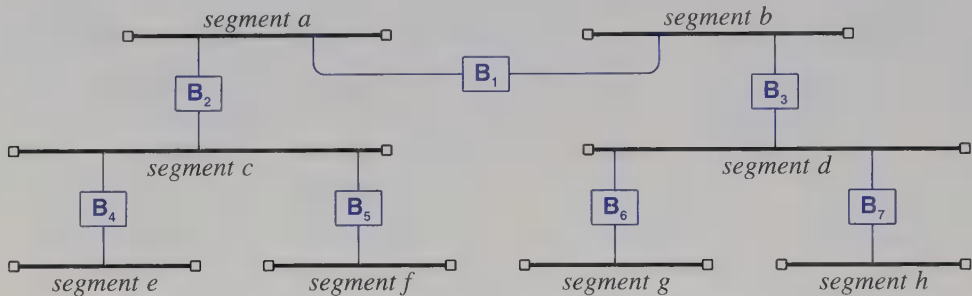 segment a
segment b
B₁
B₂
B₃
segment c
segment d
B₄
B₅
B₆
B₇
segment e
segment f
segment g
segment h